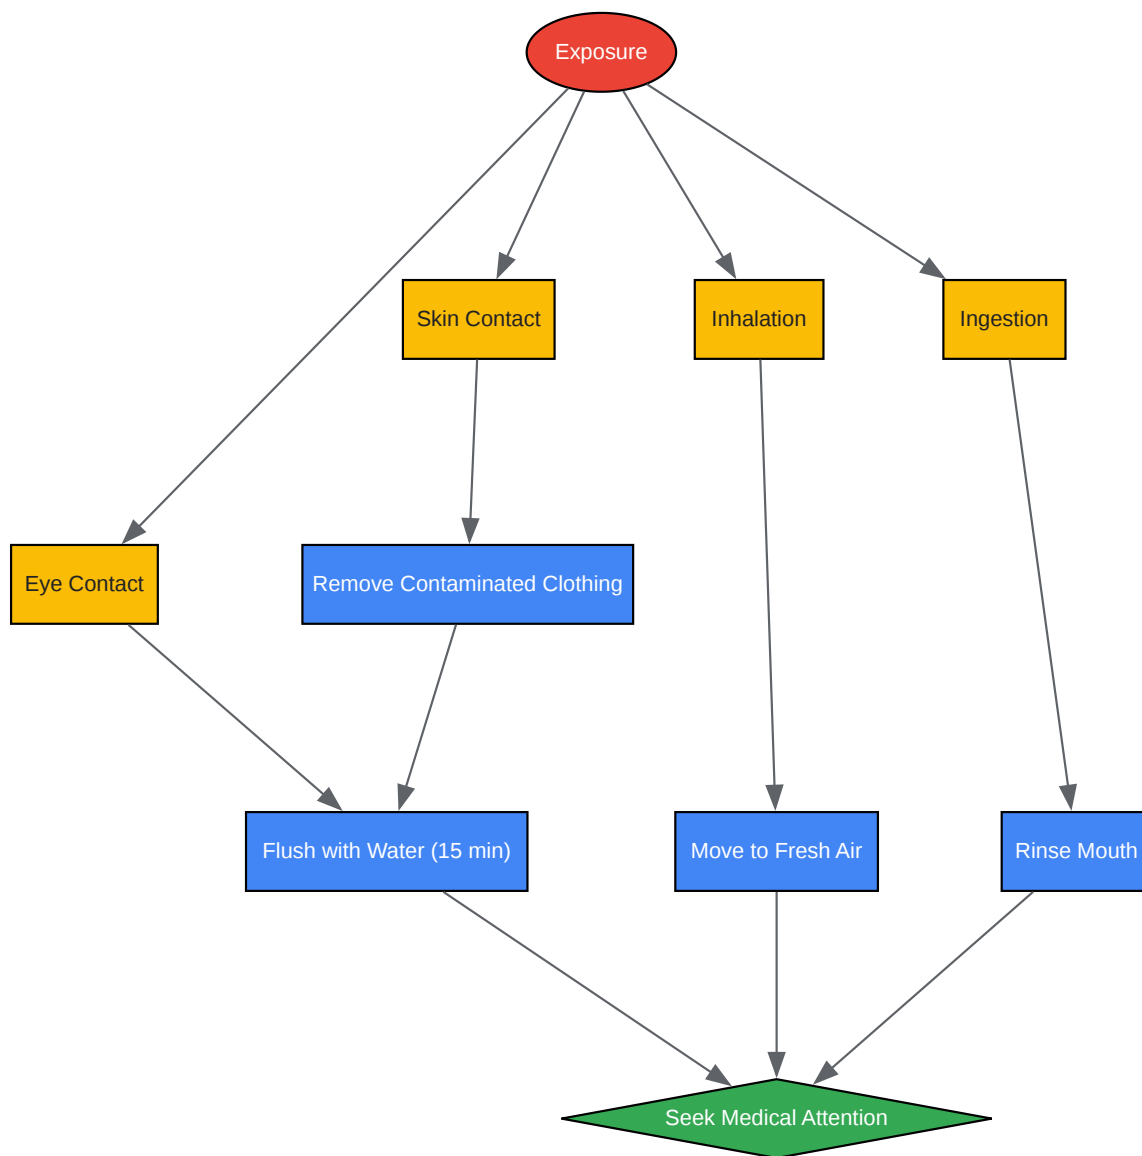 Exposure
Skin Contact
Inhalation
Ingestion
Eye Contact
Remove Contaminated Clothing
Flush with Water (15 min)
Move to Fresh Air
Rinse Mouth
Seek Medical Attention